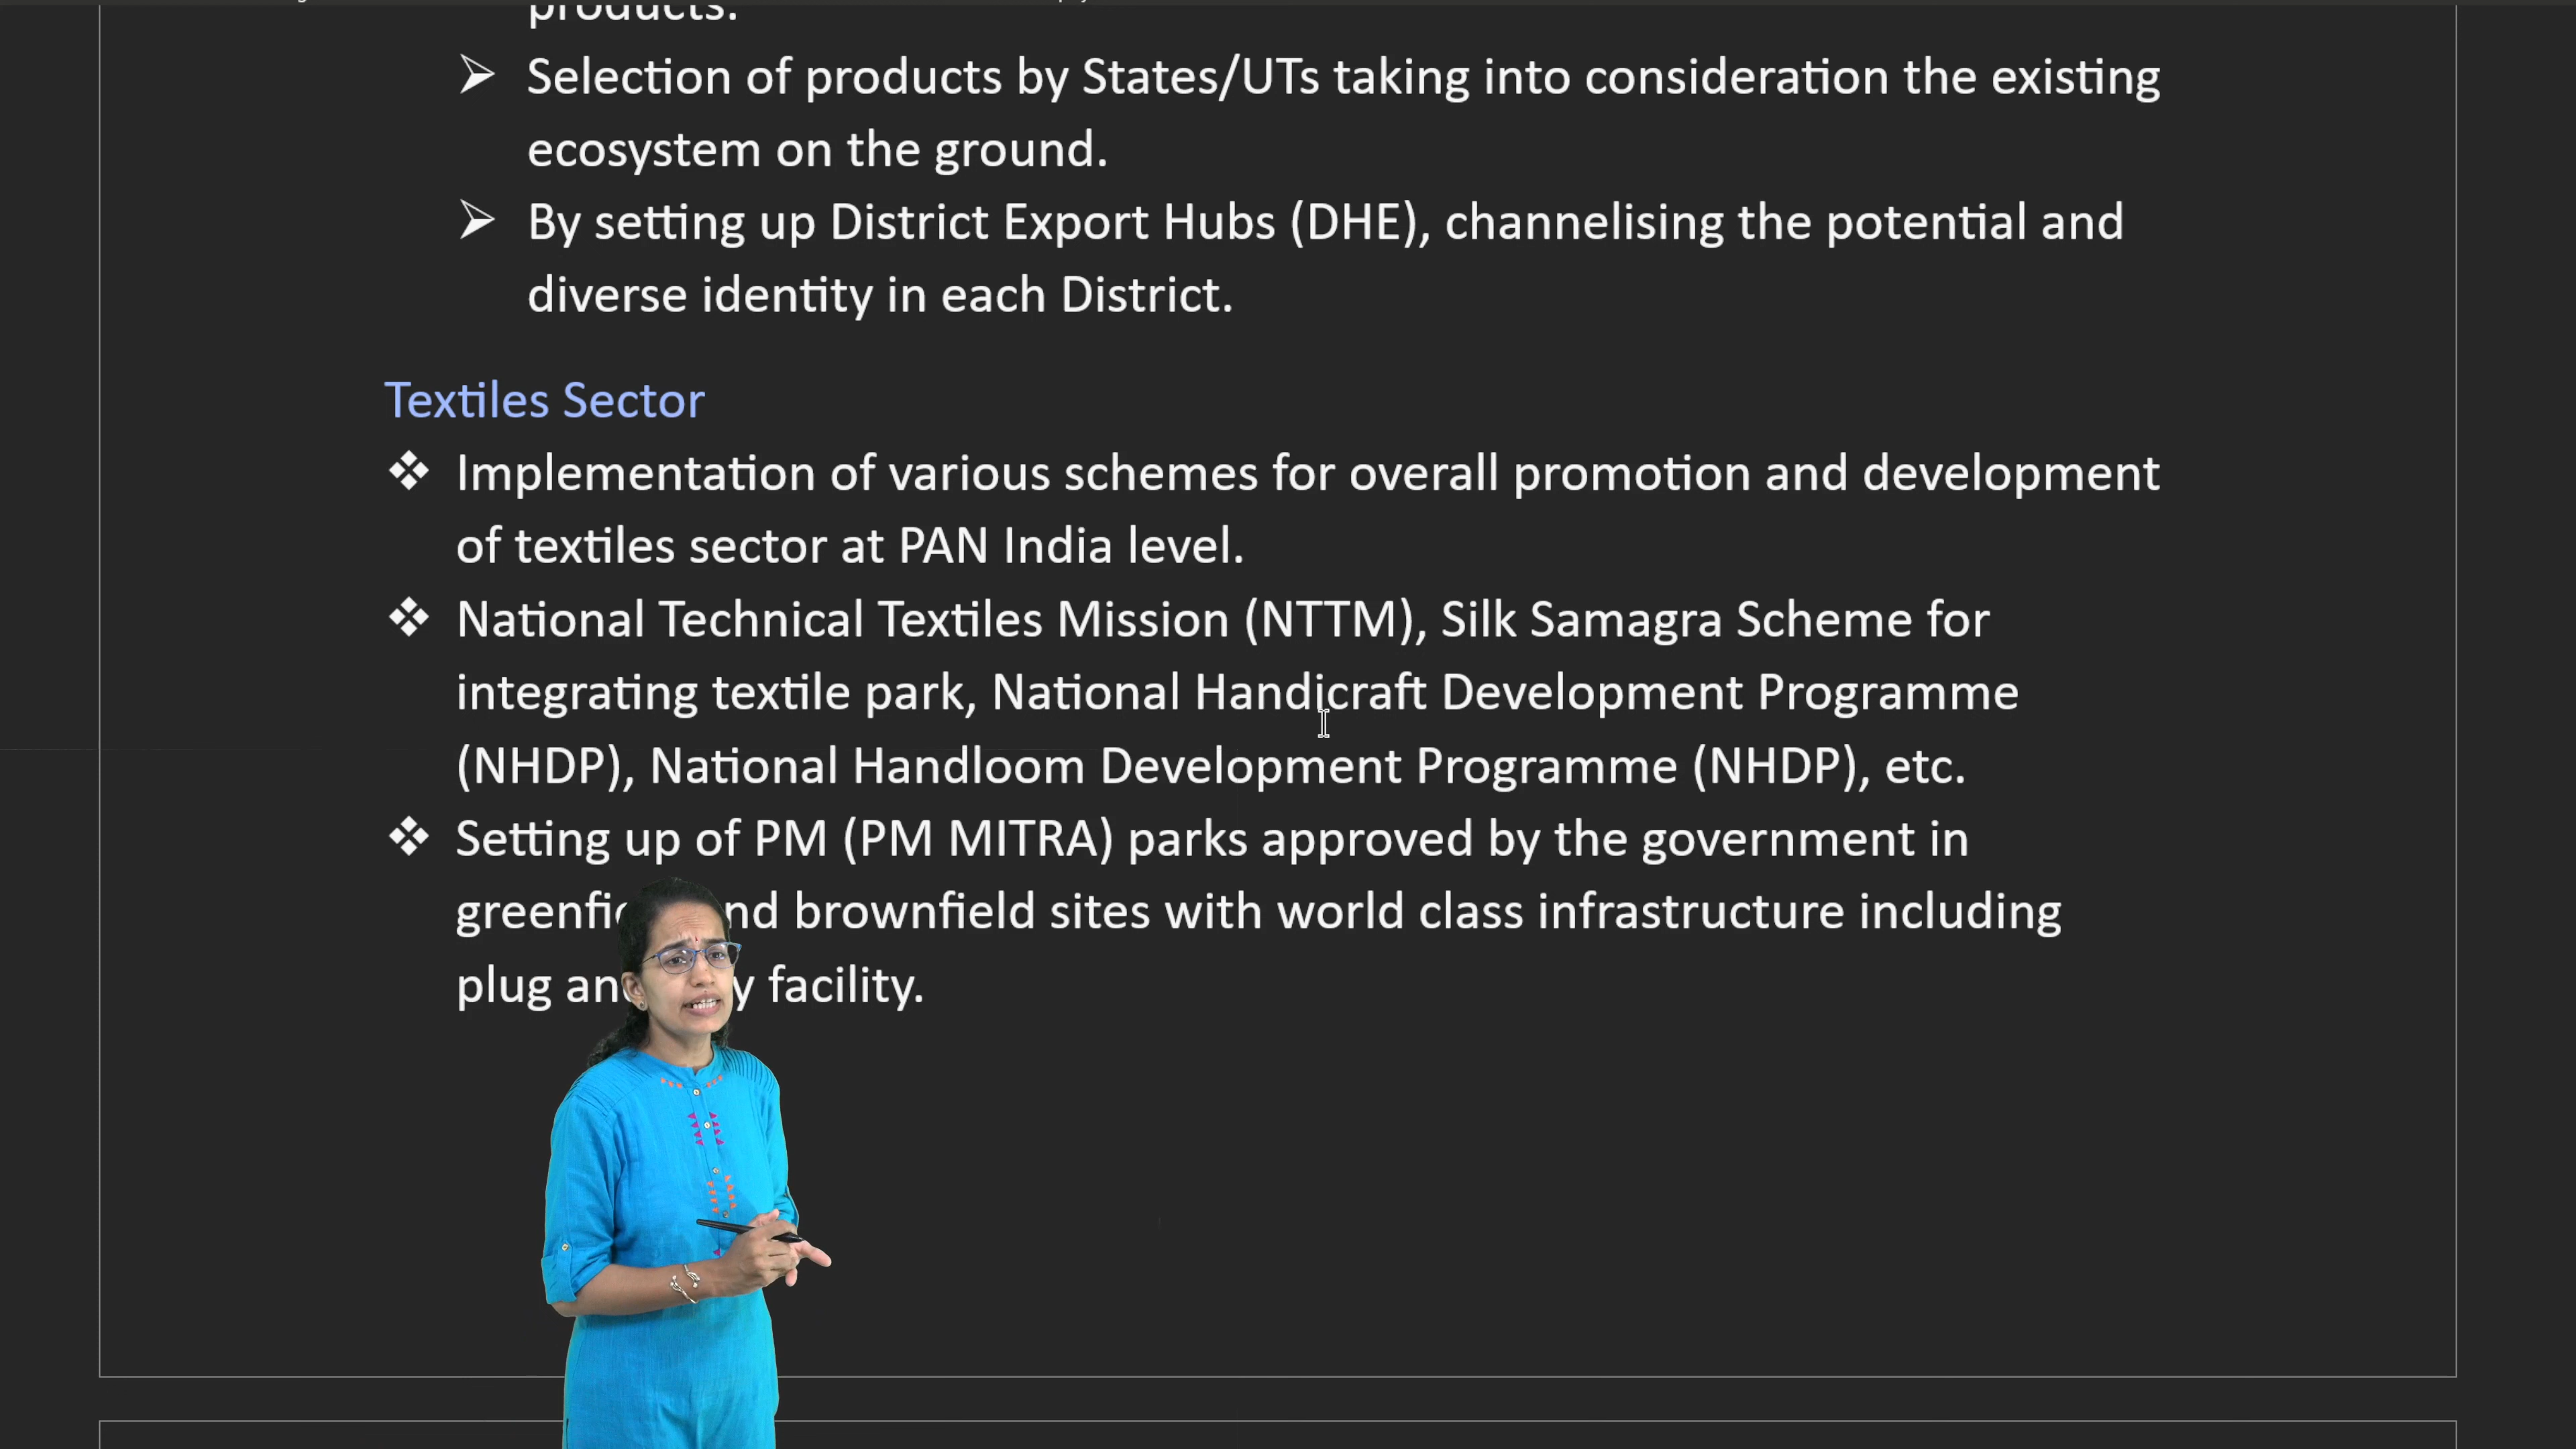 products.
➢ Selection of products by States/UTs taking into consideration the existing
ecosystem on the ground.
➢ By setting up District Export Hubs (DHE), channelising the potential and
diverse identity in each District.
Textiles Sector
❖ Implementation of various schemes for overall promotion and development
of textiles sector at PAN India level.
❖ National Technical Textiles Mission (NTTM), Silk Samagra Scheme for
integrating textile park, National Handicraft Development Programme
(NHDP), National Handloom Development Programme (NHDP), etc.
❖ Setting up of PM (PM MITRA) parks approved by the government in
brownfield sites with world class infrastructure including
plug facility.